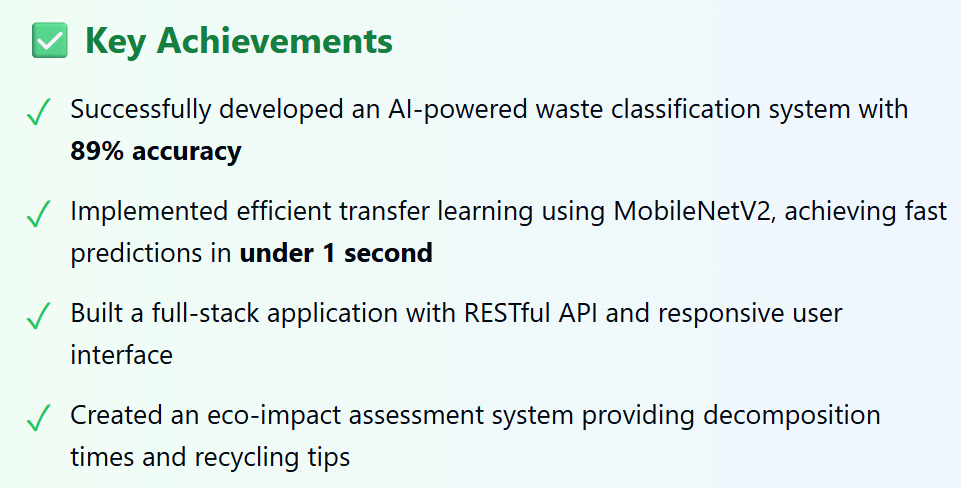 Key Achievements
Successfully developed an AI-powered waste classification system with
89% accuracy
Implemented efficient transfer learning using MobileNetV2, achieving fast
predictions in under 1 second
Built a full-stack application with RESTful API and responsive user
interface
Created an eco-impact assessment system providing decomposition
times and recycling tips